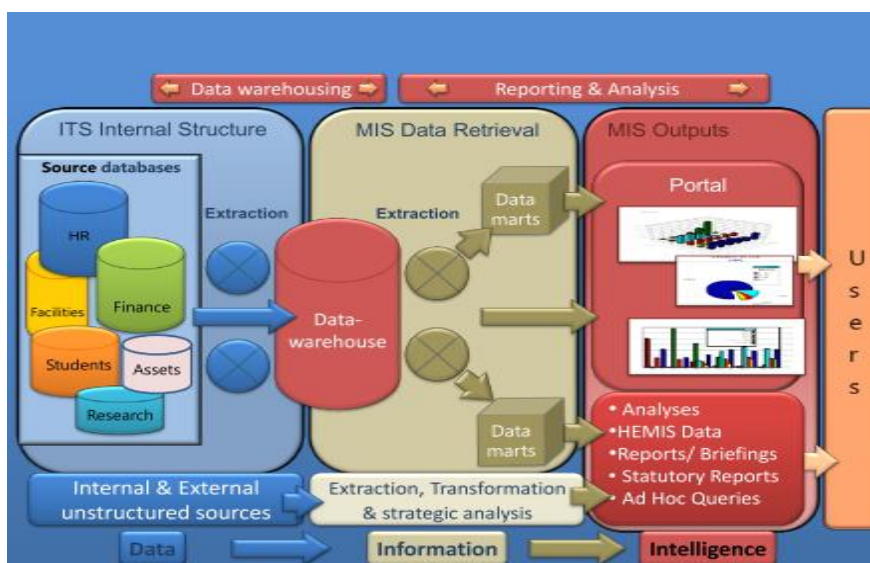 Data warehousing
Reporting & Analysis
ITS Internal Structure
MIS Data Retrieval
MIS Outputs
Source databases
HR
Facilities
Finance
Students
Assets
Research
Extraction
Data-
warehouse
Extraction
Data
marts
Data
marts
Portal
• Analyses
•HEMIS Data
•Reports/ Briefings
• Statutory Reports
• Ad Hoc Queries
U
s
e
r
s
Internal & External
unstructured sources
Extraction, Transformation
& strategic analysis
Data
Information
Intelligence